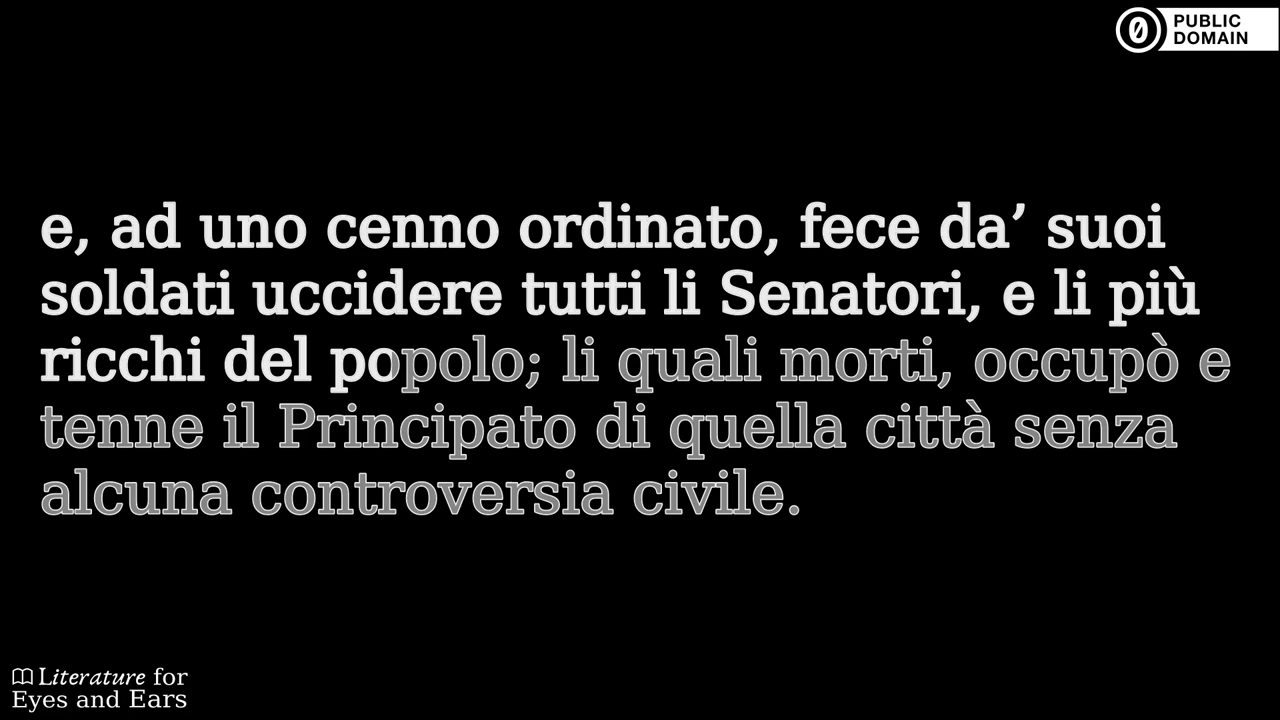 PUBLIC
DOMAIN
e, ad uno cenno ordinato, fece da’ suoi
soldati uccidere tutti li Senatori, e li più
ricchi del popolo; li quali morti, occupò e
tenne il Principato di quella città senza
alcuna controversia civile.
Literature for
Eyes and Ears